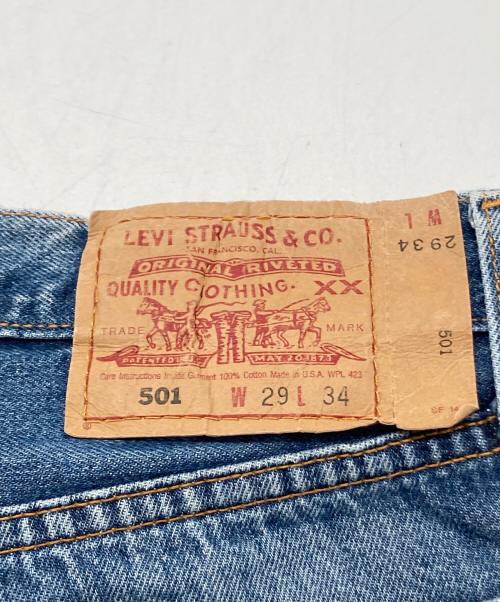 LEVI STRAUSS & CO.
SAN FRANCISCO, CAL.
ORIGINAL RIVETED
QUALITY CLOTHING. XX
TRADE MARK
PATENTED IN U.S. MAY 20 1873
Care Instructions Inside Garment 100% Cotton Made in U.S.A. WPL 423
501 W 29 L 34
L W
29 34
501